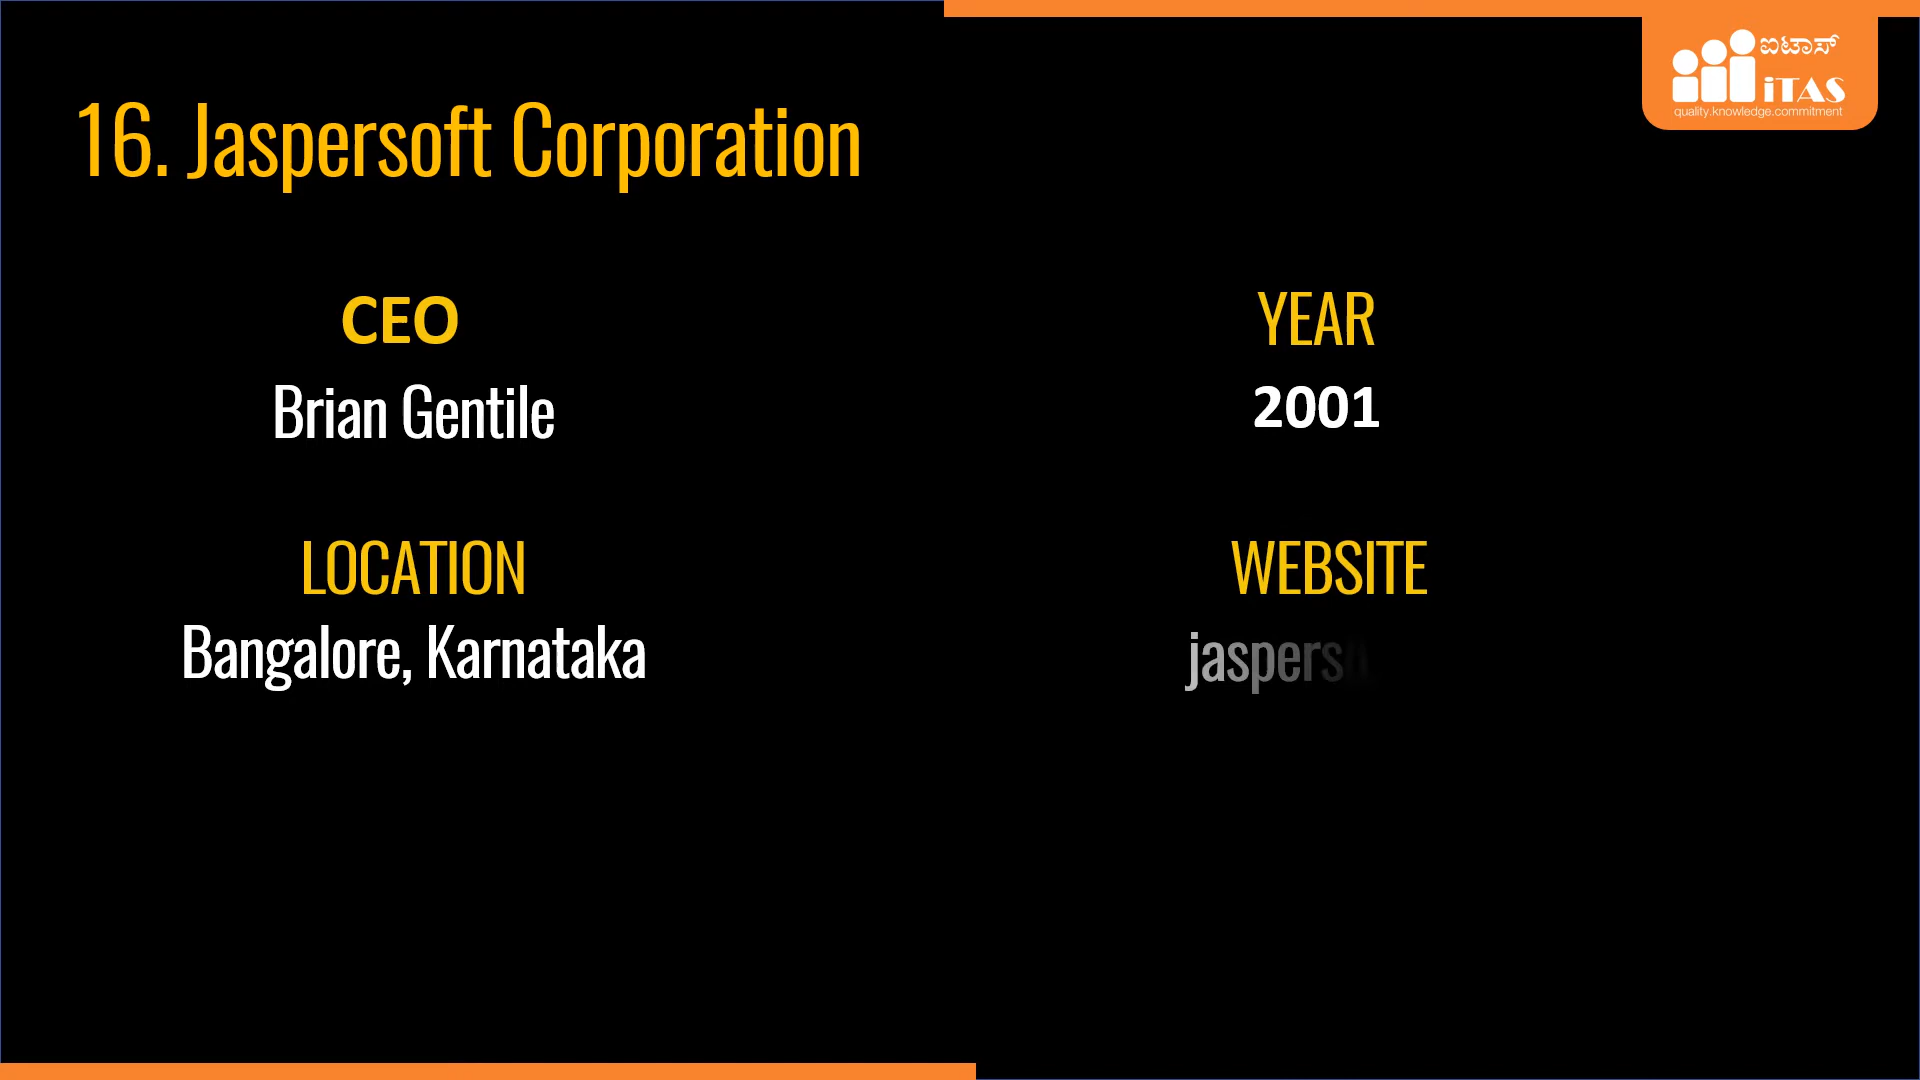 ಐಟಾಸ್
iTAS
quality.knowledge.commitment
16. Jaspersoft Corporation
CEO
Brian Gentile
YEAR
2001
LOCATION
Bangalore, Karnataka
WEBSITE